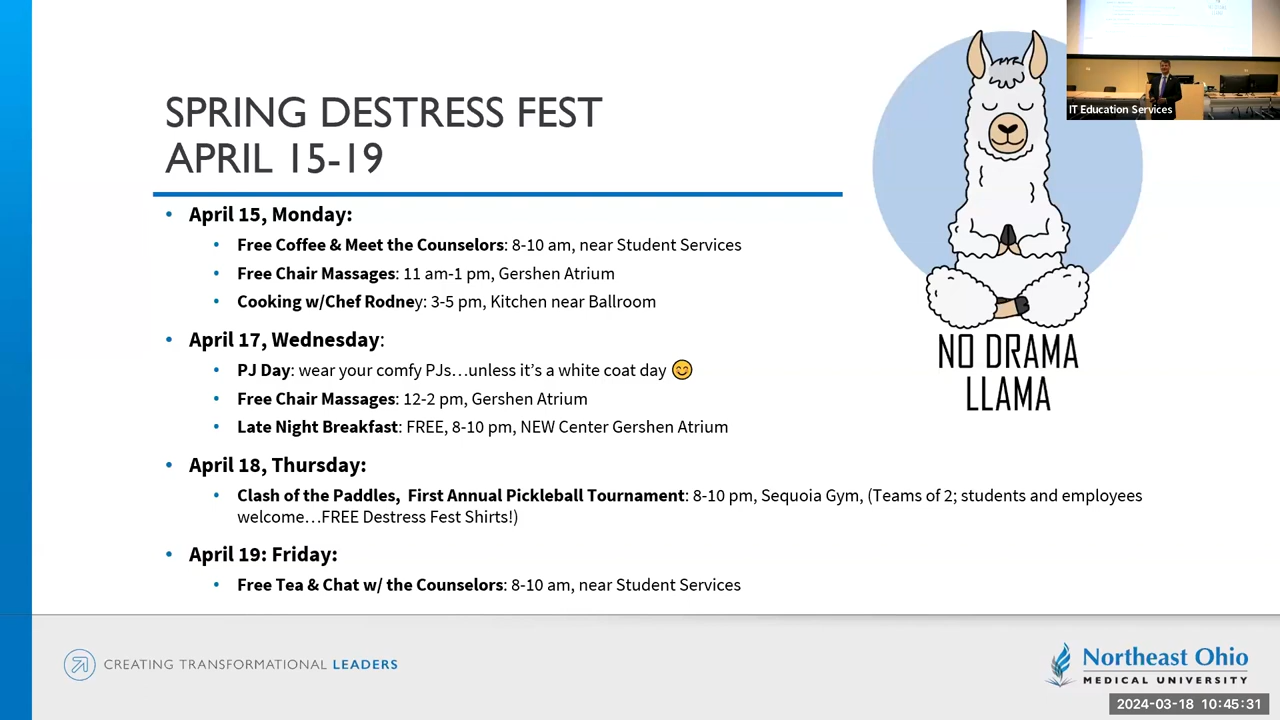 SPRING DESTRESS FEST
APRIL 15-19
IT Education Services
• April 15, Monday:
• Free Coffee & Meet the Counselors: 8-10 am, near Student Services
• Free Chair Massages: 11 am-1 pm, Gershen Atrium
• Cooking w/Chef Rodney: 3-5 pm, Kitchen near Ballroom
• April 17, Wednesday:
• PJ Day: wear your comfy PJs…unless it's a white coat day 😊
• Free Chair Massages: 12-2 pm, Gershen Atrium
• Late Night Breakfast: FREE, 8-10 pm, NEW Center Gershen Atrium
• April 18, Thursday:
• Clash of the Paddles, First Annual Pickleball Tournament: 8-10 pm, Sequoia Gym, (Teams of 2; students and employees
welcome…FREE Destress Fest Shirts!)
• April 19: Friday:
• Free Tea & Chat w/ the Counselors: 8-10 am, near Student Services
NO DRAMA
LLAMA
CREATING TRANSFORMATIONAL LEADERS
Northeast Ohio
MEDICAL UNIVERSITY
2024-03-18 10:45:31